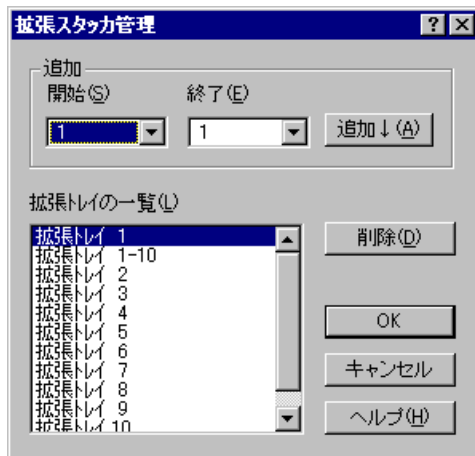 拡張スタッカ管理
追加
開始(S)
終了(E)
1
1
追加↓(A)
拡張トレイの一覧(L)
拡張トレイ 1
拡張トレイ 1-10
拡張トレイ 2
拡張トレイ 3
拡張トレイ 4
拡張トレイ 5
拡張トレイ 6
拡張トレイ 7
拡張トレイ 8
拡張トレイ 9
拡張トレイ 10
削除(D)
OK
キャンセル
ヘルプ(H)